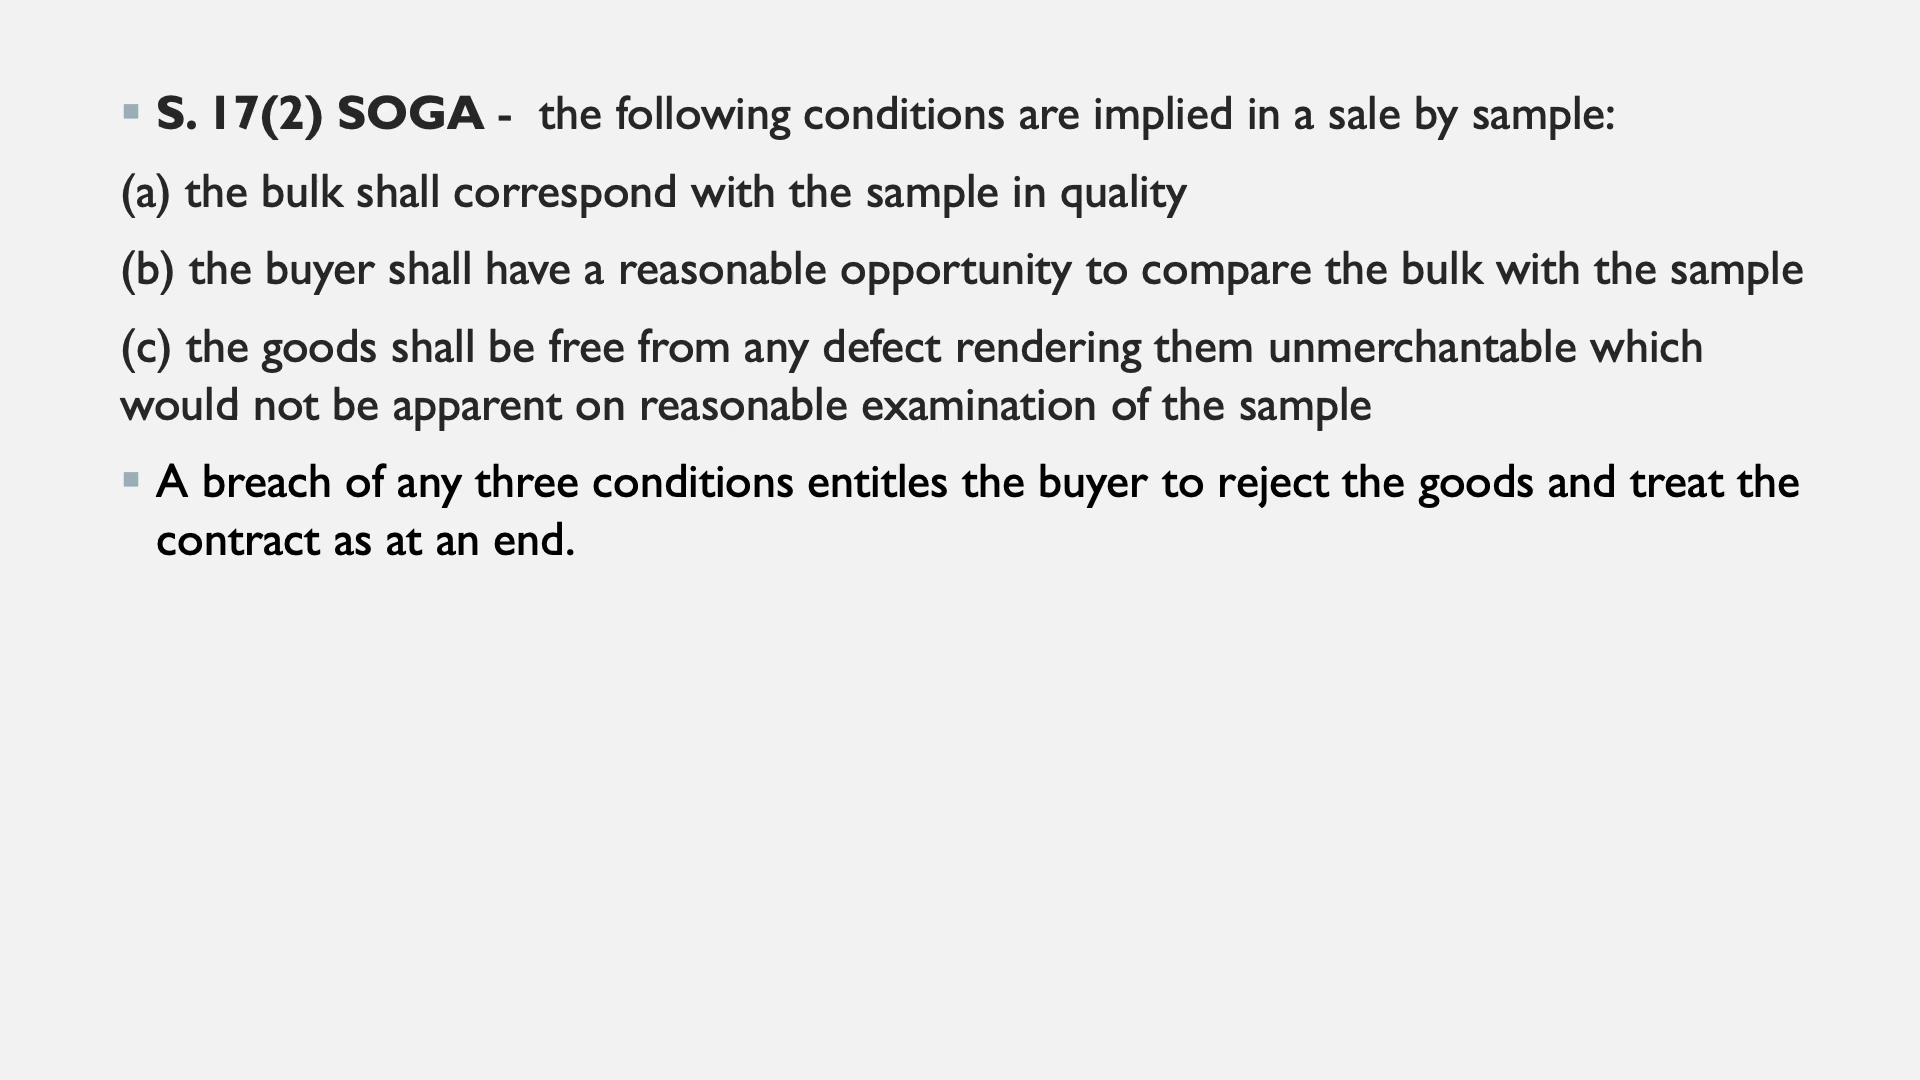 ▪ S. 17(2) SOGA - the following conditions are implied in a sale by sample:
(a) the bulk shall correspond with the sample in quality
(b) the buyer shall have a reasonable opportunity to compare the bulk with the sample
(c) the goods shall be free from any defect rendering them unmerchantable which
would not be apparent on reasonable examination of the sample
▪ A breach of any three conditions entitles the buyer to reject the goods and treat the
contract as at an end.